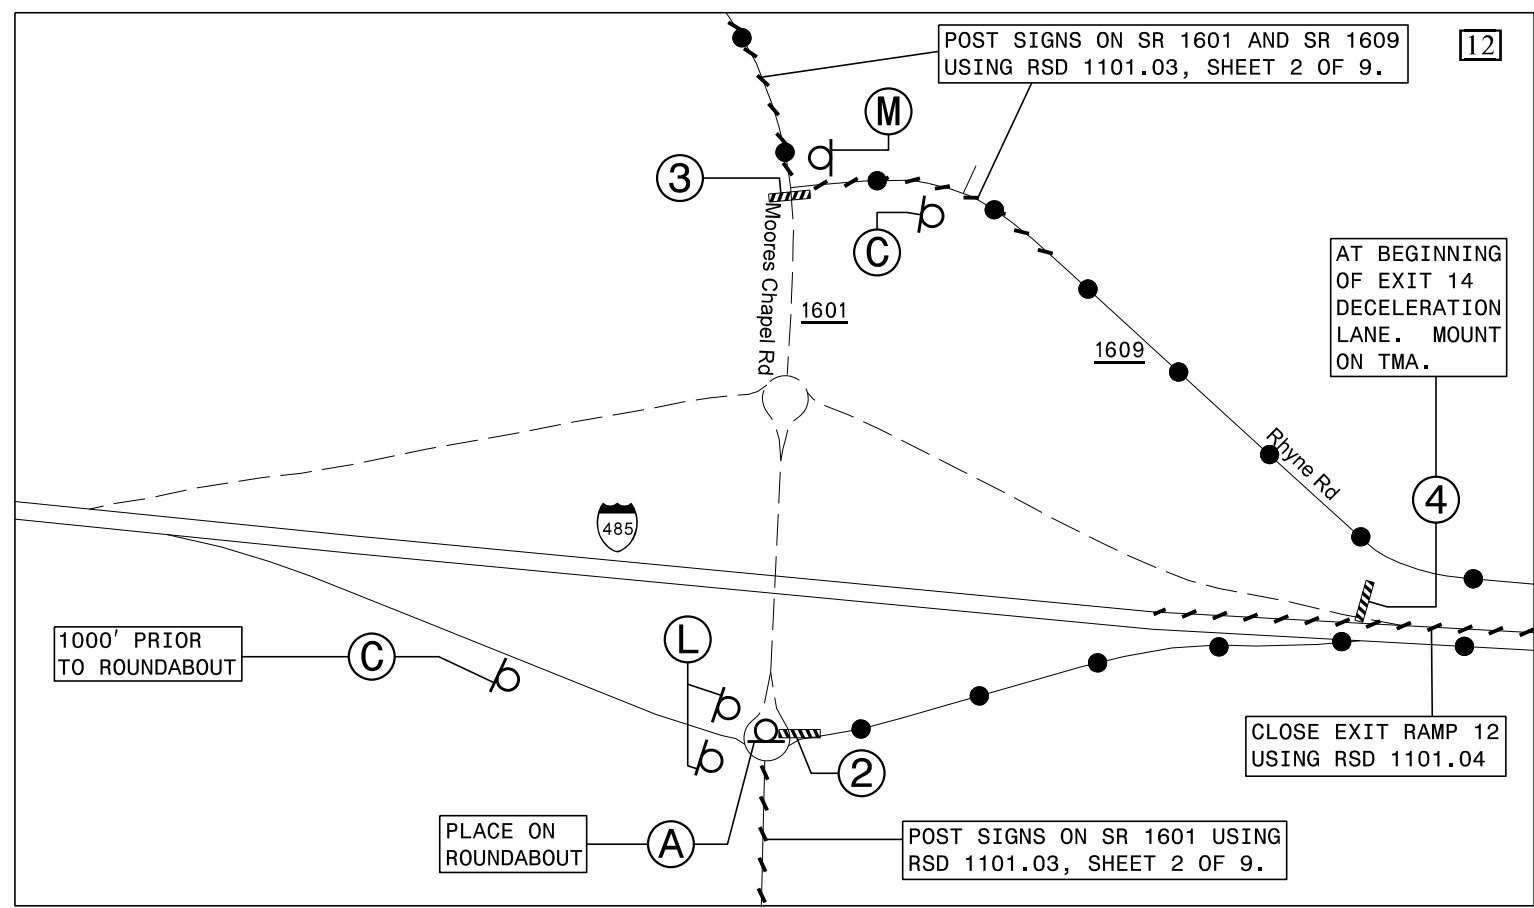 POST SIGNS ON SR 1601 AND SR 1609
USING RSD 1101.03, SHEET 2 OF 9.
12
M
3
C
Moores Chapel Rd
1601
1609
AT BEGINNING
OF EXIT 14
DECELERATION
LANE. MOUNT
ON TMA.
Rhyne Rd
4
485
1000' PRIOR
TO ROUNDABOUT
C
L
CLOSE EXIT RAMP 12
USING RSD 1101.04
2
PLACE ON
ROUNDABOUT
A
POST SIGNS ON SR 1601 USING
RSD 1101.03, SHEET 2 OF 9.